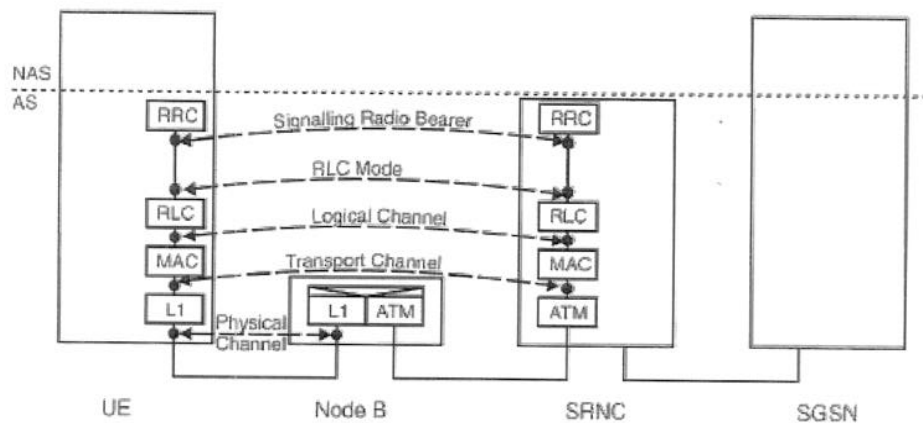 NAS
AS
RRC
Signalling Radio Bearer
RRC
RLC Mode
RLC
Logical Channel
RLC
MAC
Transport Channel
MAC
L1
Physical
Channel
L1
ATM
ATM
UE
Node B
SRNC
SGSN